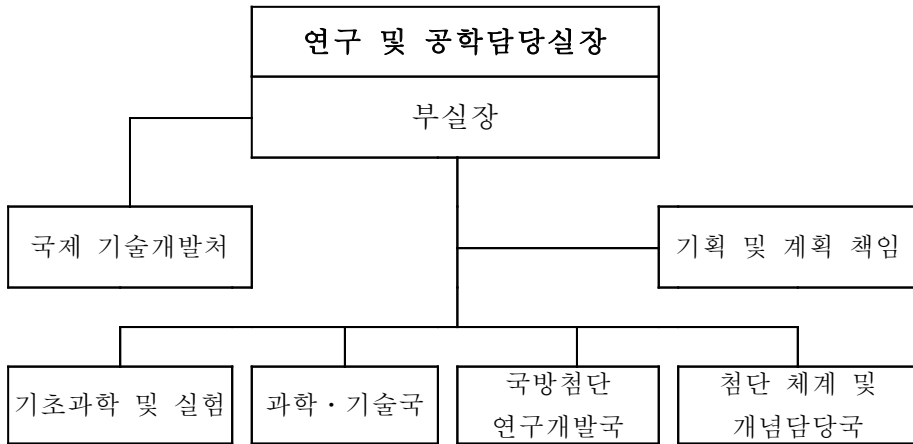 연구 및 공학담당실장
부실장
국제 기술개발처
기획 및 계획 책임
기초과학 및 실험
과학·기술국
국방첨단
연구개발국
첨단 체계 및
개념담당국